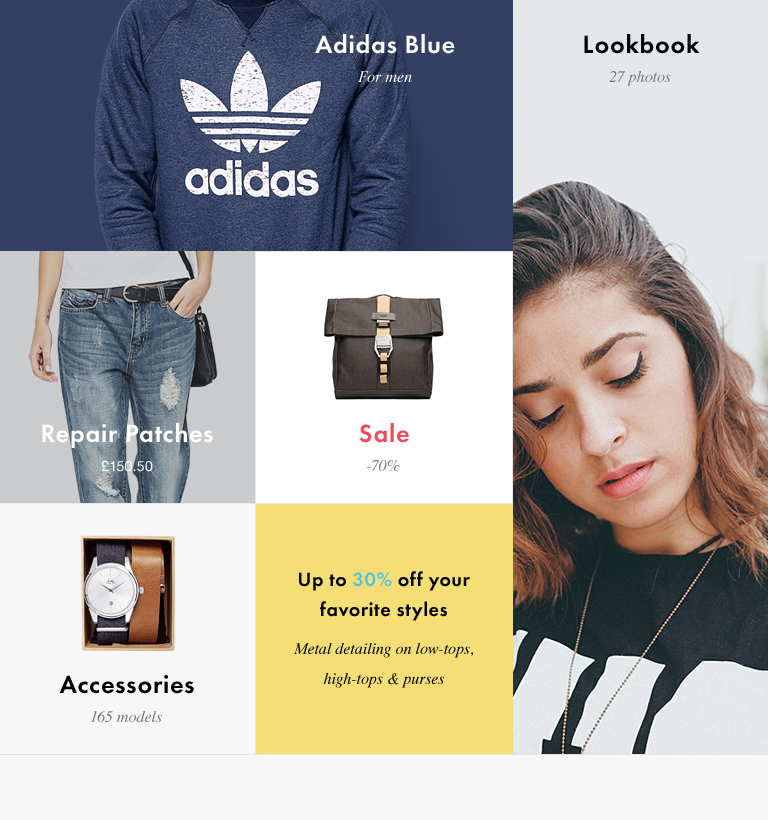 Adidas Blue
For men
adidas
Lookbook
27 photos
Repair Patches
£150.50
Sale
-70%
Accessories
165 models
Up to 30% off your
favorite styles
Metal detailing on low-tops,
high-tops & purses